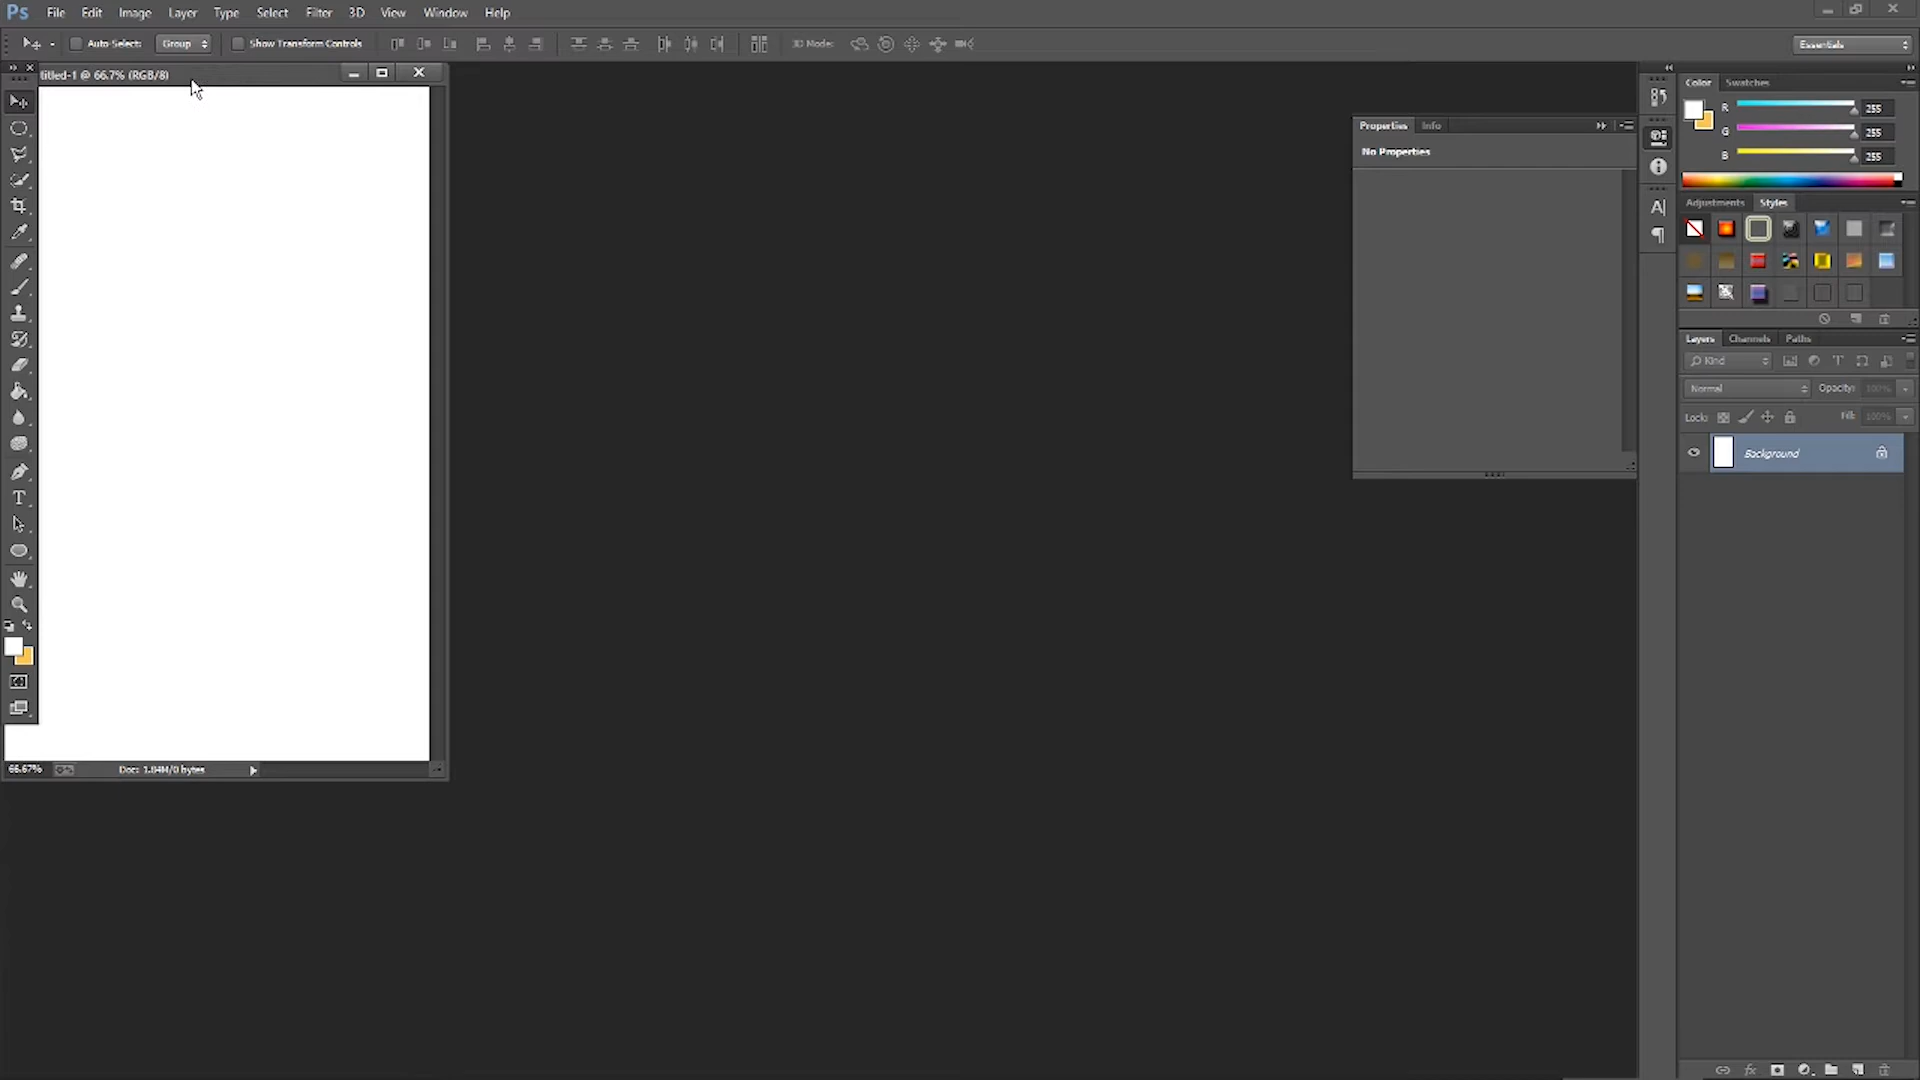 Ps File Edit Image Layer Type Select Filter 3D View Window Help
Auto-Select: Group Show Transform Controls 3D Mode: Essentials
titled-1 @ 66.7% (RGB/8)
Color Swatches
R 255
G 255
B 255
Properties Info
No Properties
Adjustments Styles
Layers Channels Paths
Kind
Normal Opacity: 100%
Lock: Fill: 100%
Background
66.67% Doc: 1.84M/0 bytes